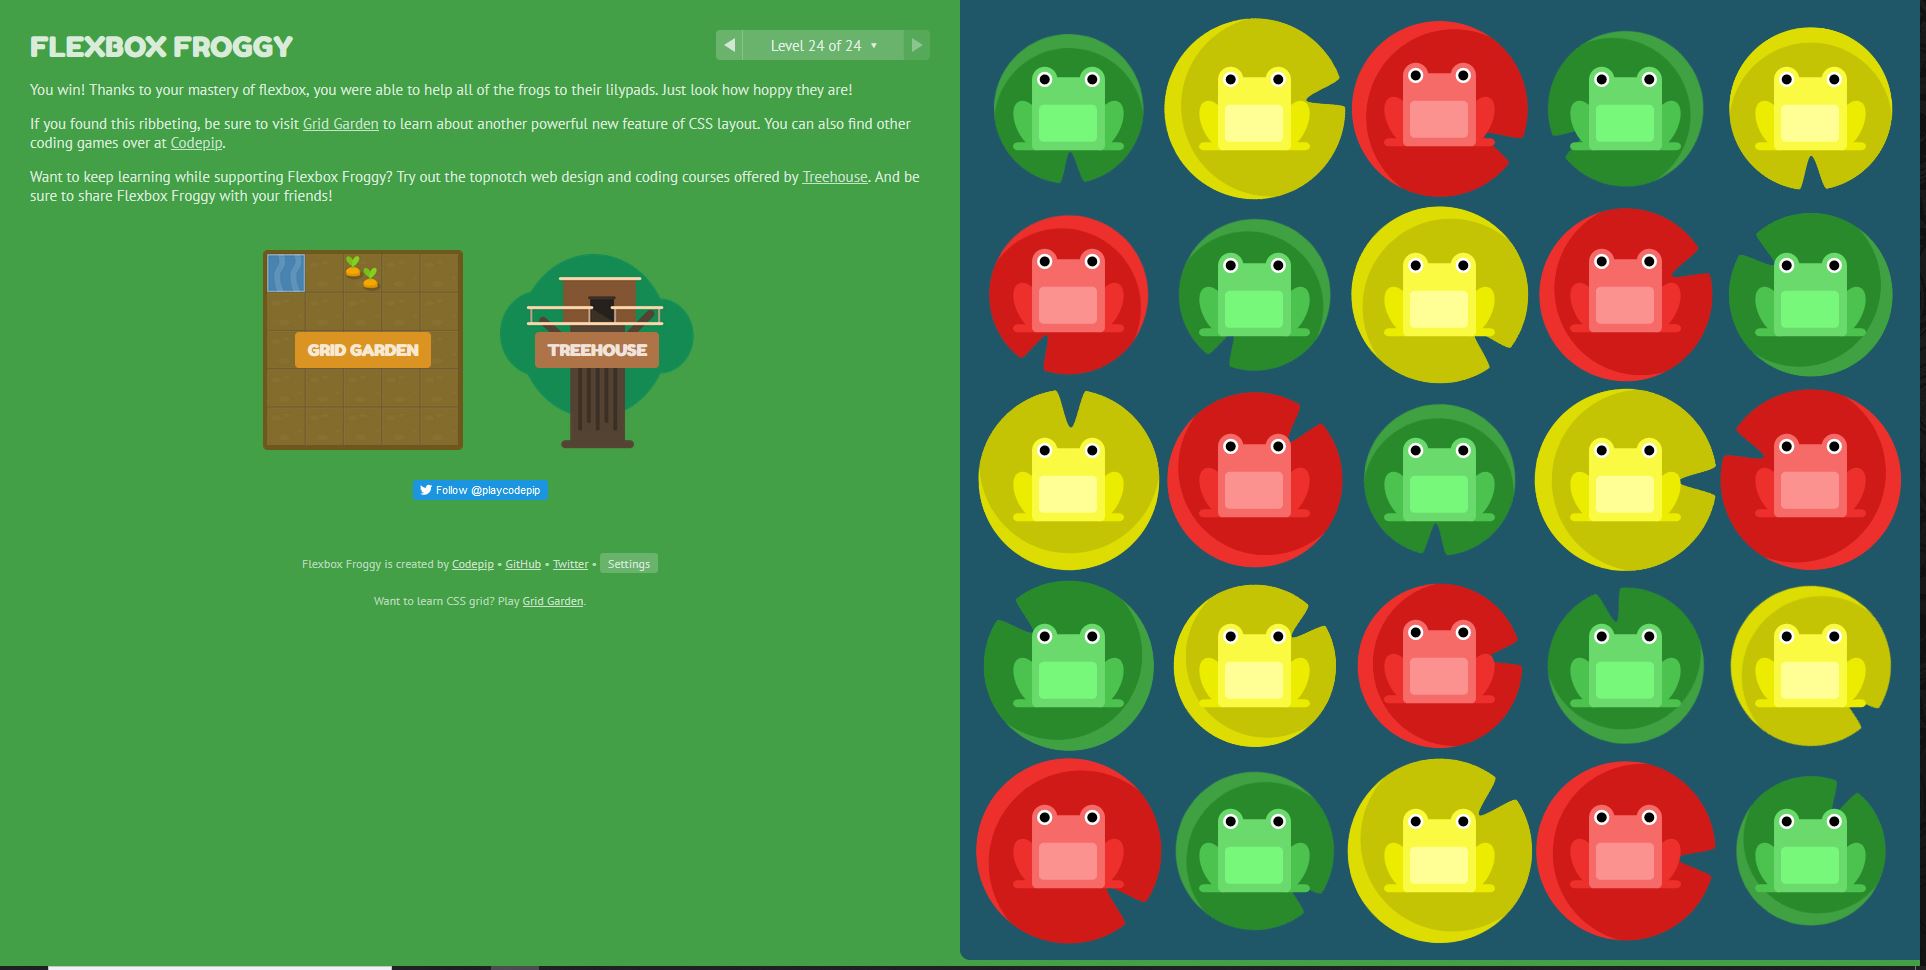 FLEXBOX FROGGY
Level 24 of 24 ▼
You win! Thanks to your mastery of flexbox, you were able to help all of the frogs to their lilypads. Just look how hoppy they are!
If you found this ribbeting, be sure to visit Grid Garden to learn about another powerful new feature of CSS layout. You can also find other
coding games over at Codepip.
Want to keep learning while supporting Flexbox Froggy? Try out the topnotch web design and coding courses offered by Treehouse. And be
sure to share Flexbox Froggy with your friends!
GRID GARDEN
TREEHOUSE
Follow @playcodepip
Flexbox Froggy is created by Codepip • GitHub • Twitter • Settings
Want to learn CSS grid? Play Grid Garden.